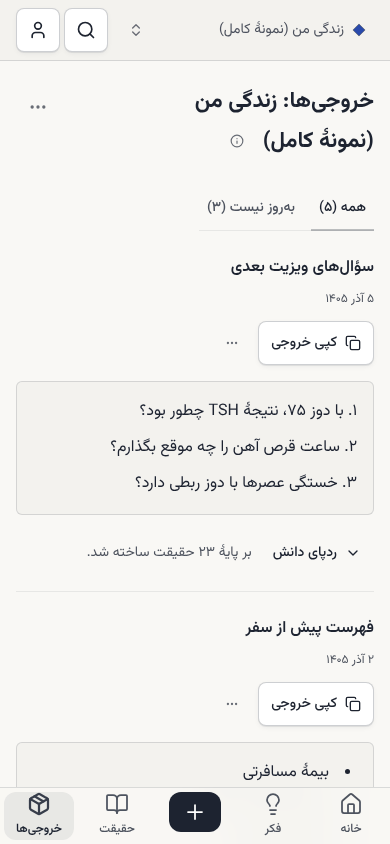 زندگی من (نمونهٔ کامل)
خروجی‌ها: زندگی من
(نمونهٔ کامل)
همه (۵)
به‌روز نیست (۳)
سؤال‌های ویزیت بعدی
۵ آذر ۱۴۰۵
کپی خروجی
۱. با دوز ۷۵، نتیجهٔ TSH چطور بود؟
۲. ساعت قرص آهن را چه موقع بگذارم؟
۳. خستگی عصرها با دوز ربطی دارد؟
ردپای دانش
بر پایهٔ ۲۳ حقیقت ساخته شد.
فهرست پیش از سفر
۲ آذر ۱۴۰۵
کپی خروجی
• بیمهٔ مسافرتی
خانه
فکر
حقیقت
خروجی‌ها